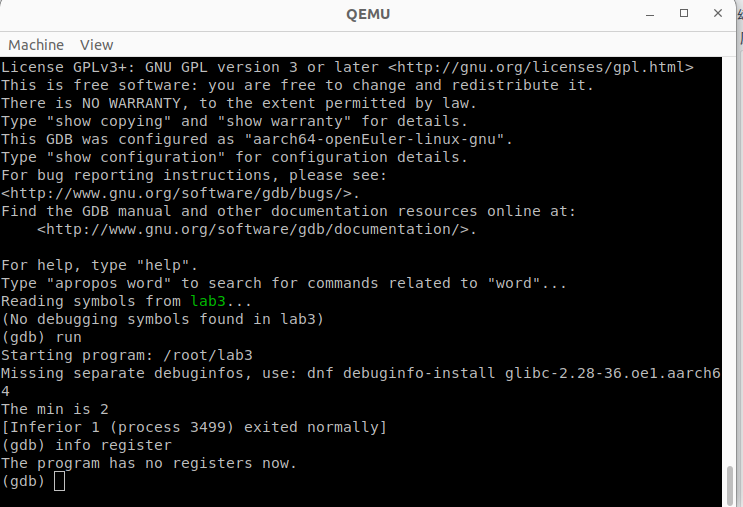 QEMU
Machine View
License GPLv3+: GNU GPL version 3 or later <http://gnu.org/licenses/gpl.html>
This is free software: you are free to change and redistribute it.
There is NO WARRANTY, to the extent permitted by law.
Type "show copying" and "show warranty" for details.
This GDB was configured as "aarch64-openEuler-linux-gnu".
Type "show configuration" for configuration details.
For bug reporting instructions, please see:
<http://www.gnu.org/software/gdb/bugs/>.
Find the GDB manual and other documentation resources online at:
    <http://www.gnu.org/software/gdb/documentation/>.
For help, type "help".
Type "apropos word" to search for commands related to "word"...
Reading symbols from lab3...
(No debugging symbols found in lab3)
(gdb) run
Starting program: /root/lab3
Missing separate debuginfos, use: dnf debuginfo-install glibc-2.28-36.oe1.aarch6
4
The min is 2
[Inferior 1 (process 3499) exited normally]
(gdb) info register
The program has no registers now.
(gdb)